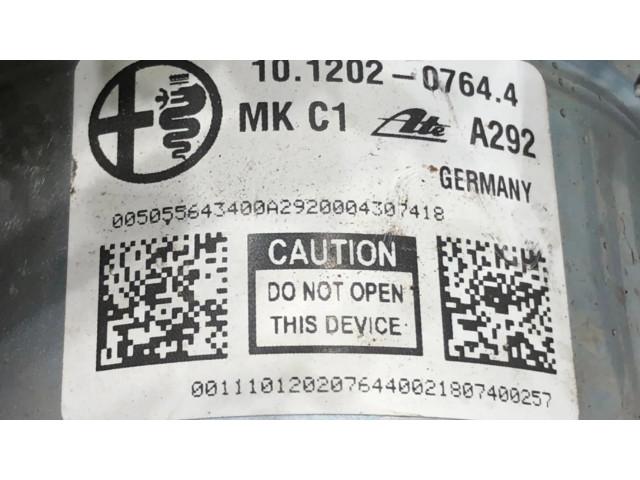 10.1202-0764.4
MK C1 Ate A292
GERMANY
005055643400A2920004307418
CAUTION
DO NOT OPEN
THIS DEVICE
0011101202076440021807400257